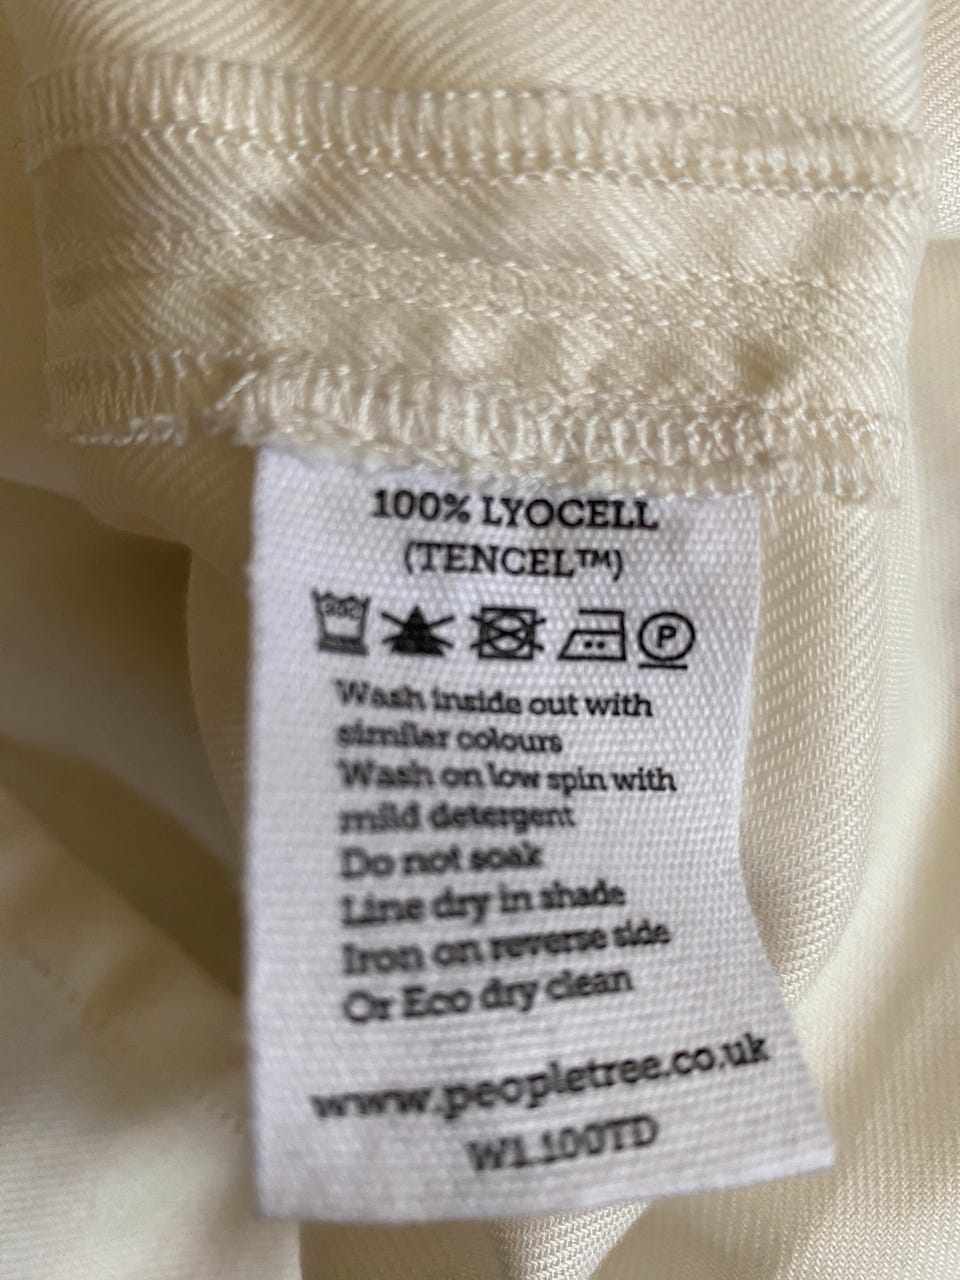 100% LYOCELL
(TENCEL™)
P
Wash inside out with
similar colours
Wash on low spin with
mild detergent
Do not soak
Line dry in shade
Iron on reverse side
Or Eco dry clean
www.peopletree.co.uk
W1.100TD